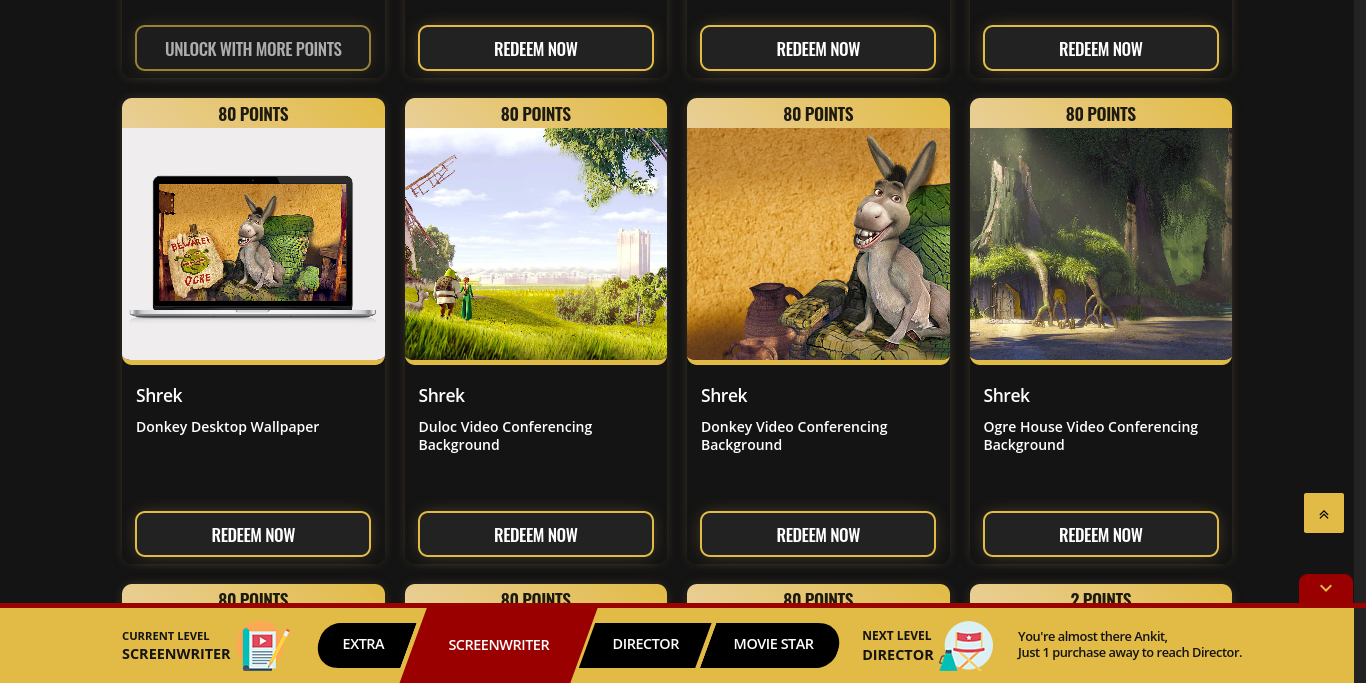 UNLOCK WITH MORE POINTS
REDEEM NOW
REDEEM NOW
REDEEM NOW
80 POINTS
80 POINTS
80 POINTS
80 POINTS
BEWARE!
OGRE
Shrek
Donkey Desktop Wallpaper
Shrek
Duloc Video Conferencing
Background
Shrek
Donkey Video Conferencing
Background
Shrek
Ogre House Video Conferencing
Background
REDEEM NOW
REDEEM NOW
REDEEM NOW
REDEEM NOW
80 POINTS
80 POINTS
80 POINTS
2 POINTS
CURRENT LEVEL
SCREENWRITER
EXTRA
SCREENWRITER
DIRECTOR
MOVIE STAR
NEXT LEVEL
DIRECTOR
You're almost there Ankit,
Just 1 purchase away to reach Director.